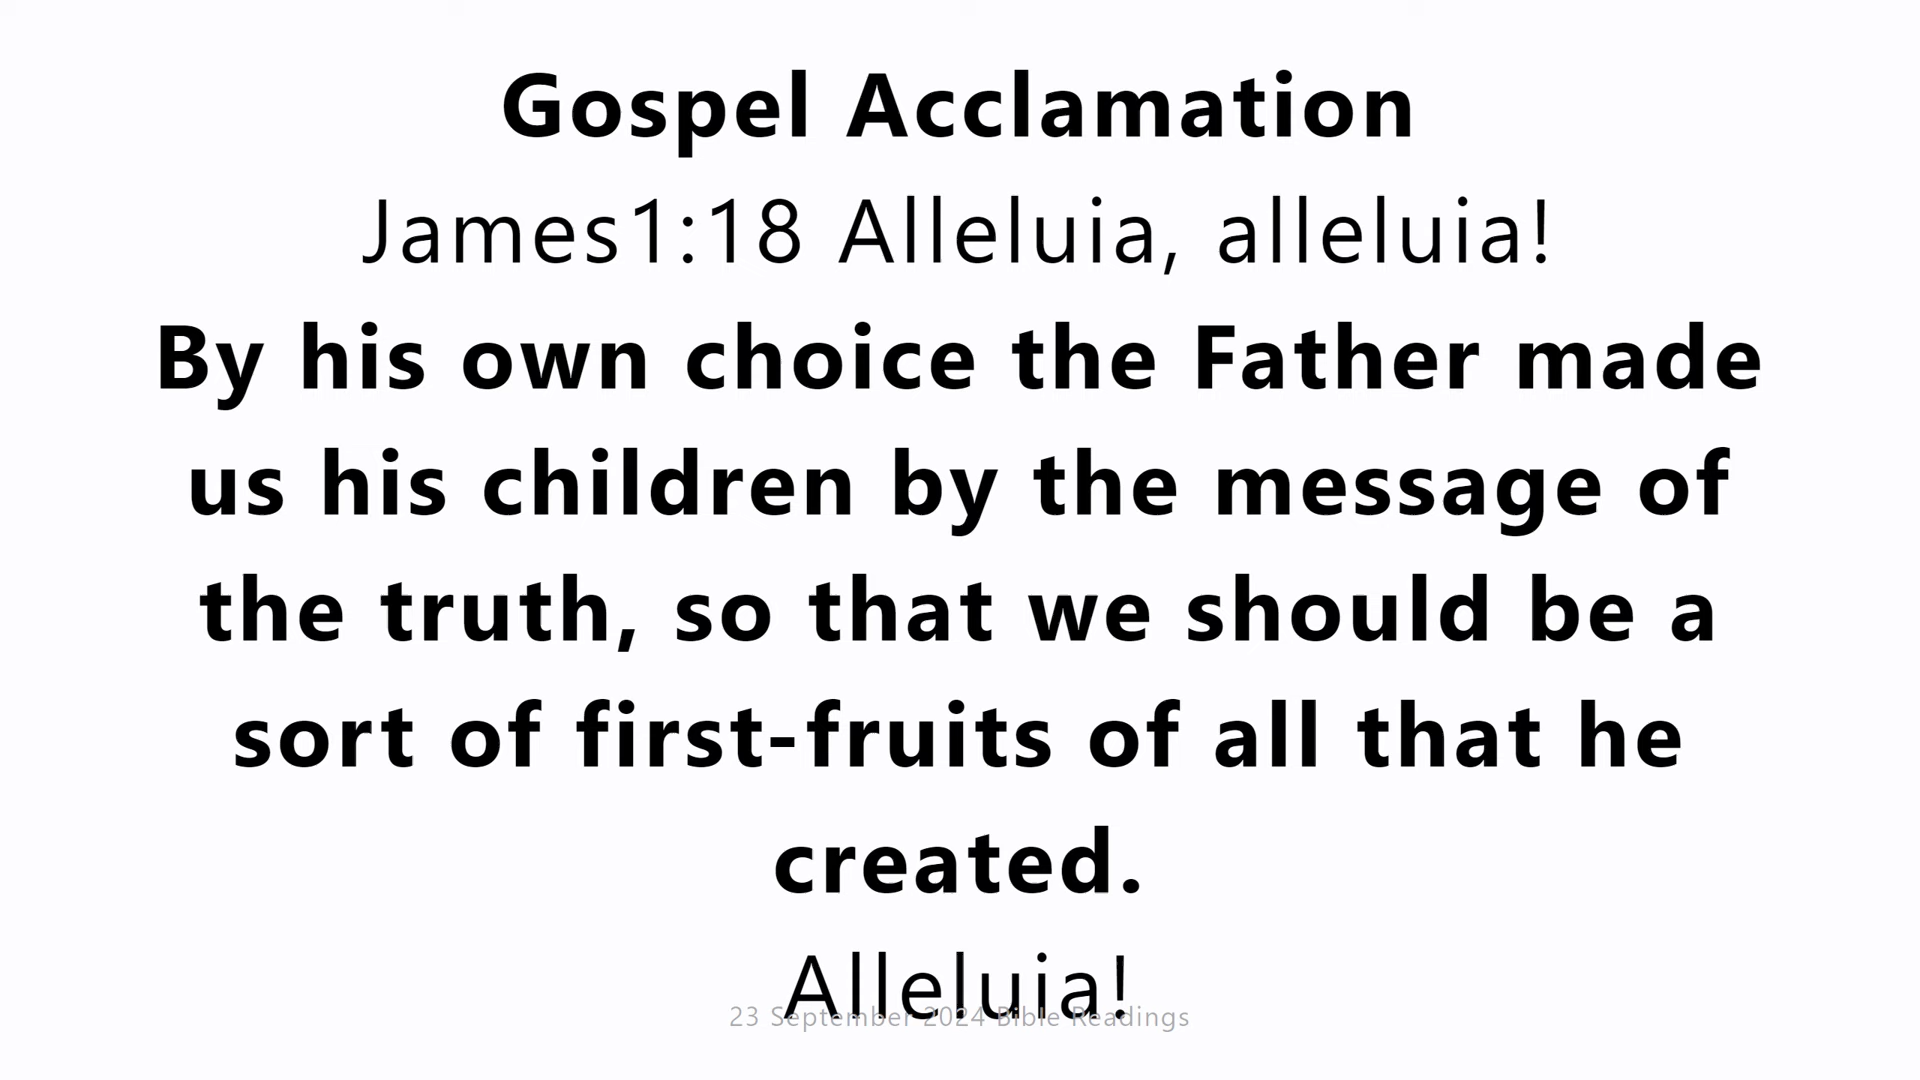 Gospel Acclamation
James1:18 Alleluia, alleluia!
By his own choice the Father made
us his children by the message of
the truth, so that we should be a
sort of first-fruits of all that he
created.
Alleluia!
23 September 2024 Bible Readings